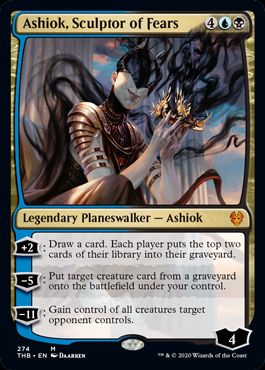 Ashiok, Sculptor of Fears 4
Legendary Planeswalker — Ashiok
+2 : Draw a card. Each player puts the top two
cards of their library into their graveyard.
−5 : Put target creature card from a graveyard
onto the battlefield under your control.
−11 : Gain control of all creatures target
opponent controls.
4
274 M
THB • EN DAARKEN
™ & © 2020 Wizards of the Coast